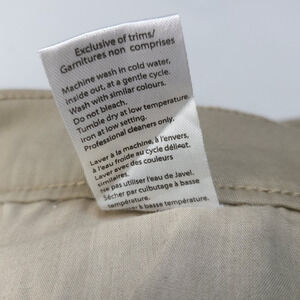 Exclusive of trims/
Garnitures non comprises
Machine wash in cold water,
inside out, at a gentle cycle.
Wash with similar colours.
Do not bleach.
Tumble dry at low temperature.
Iron at low setting.
Professional cleaners only.
Laver à la machine, à l'envers,
à l'eau froide au cycle délicat.
Laver avec des couleurs
similaires.
Ne pas utiliser l'eau de Javel.
Sécher par culbutage à basse
température.
à basse température.